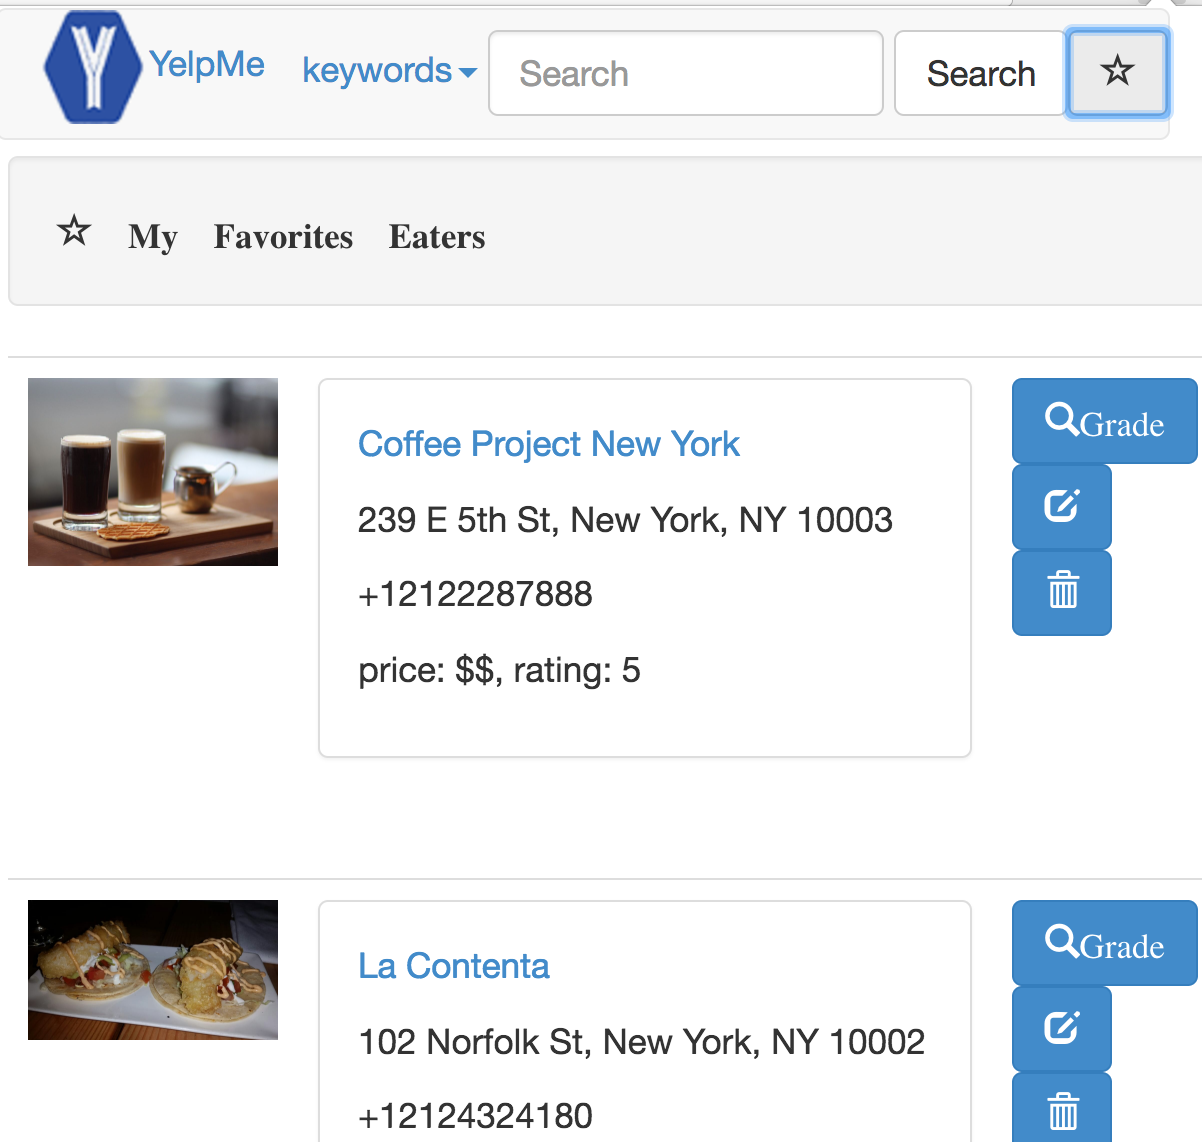 YelpMe keywords Search Search
My Favorites Eaters
Coffee Project New York
Grade
239 E 5th St, New York, NY 10003
+12122287888
price: $$, rating: 5
La Contenta
Grade
102 Norfolk St, New York, NY 10002
+12124324180